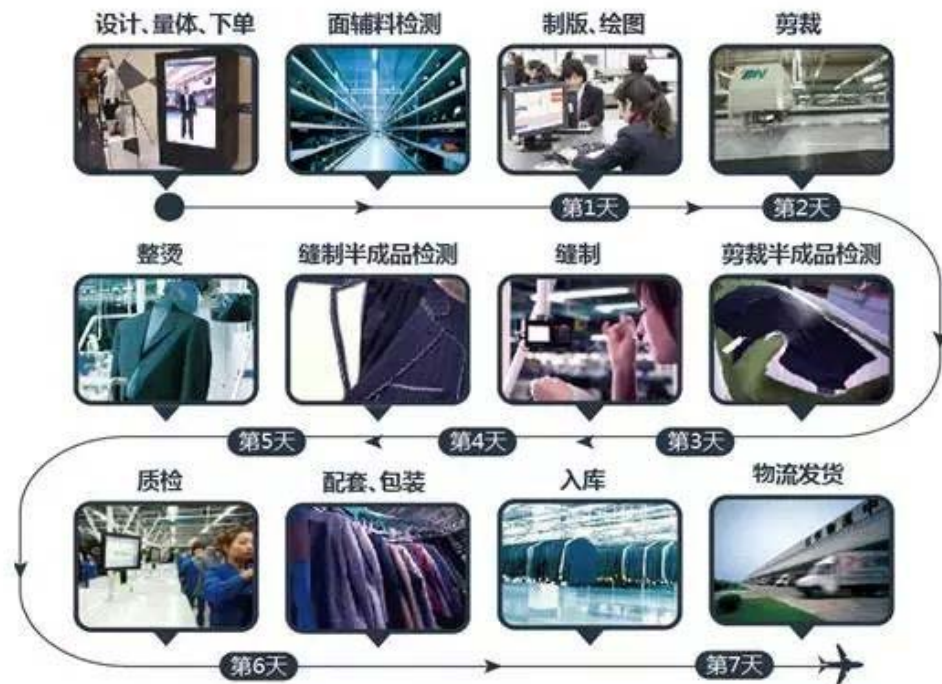 设计、量体、下单
面辅料检测
制版、绘图
剪裁
第1天
第2天
整烫
缝制半成品检测
缝制
剪裁半成品检测
第5天
第4天
第3天
质检
配套、包装
入库
物流发货
第6天
第7天